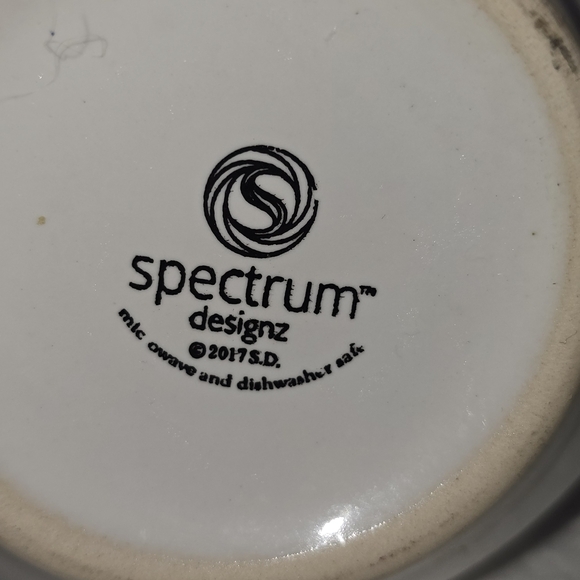 S
spectrum™
designz
© 2017 S.D.
mic owave and dishwasher safe